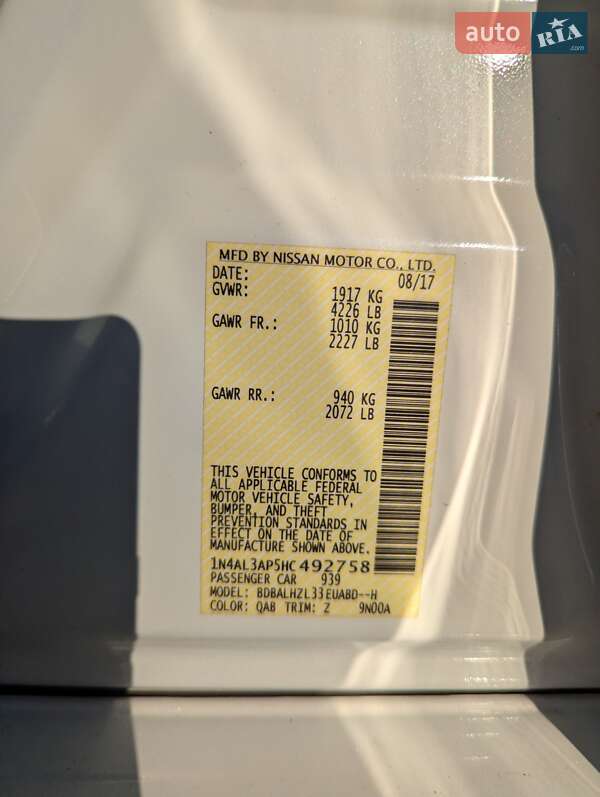 auto
RIA
.com
MFD BY NISSAN MOTOR CO., LTD.
DATE: 08/17
GVWR: 1917 KG
4226 LB
GAWR FR.: 1010 KG
2227 LB
GAWR RR.: 940 KG
2072 LB
THIS VEHICLE CONFORMS TO
ALL APPLICABLE FEDERAL
MOTOR VEHICLE SAFETY,
BUMPER, AND THEFT
PREVENTION STANDARDS IN
EFFECT ON THE DATE OF
MANUFACTURE SHOWN ABOVE.
1N4AL3AP5HC492758
PASSENGER CAR 939
MODEL: BDBALHZL33EUABD--H
COLOR: QAB TRIM: Z 9N00A